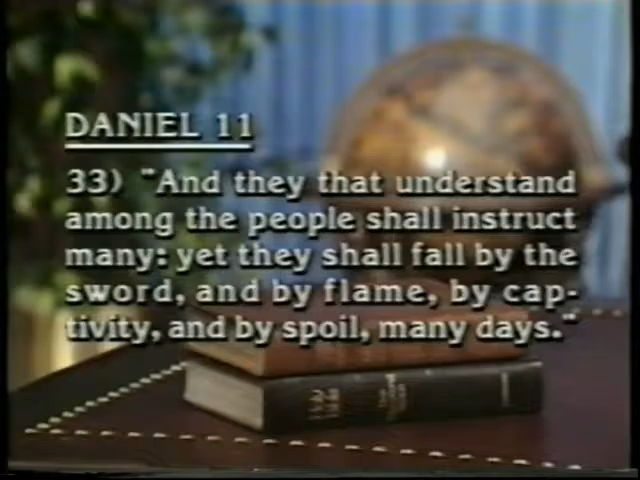 DANIEL 11
33) "And they that understand
among the people shall instruct
many: yet they shall fall by the
sword, and by flame, by cap-
tivity, and by spoil, many days."